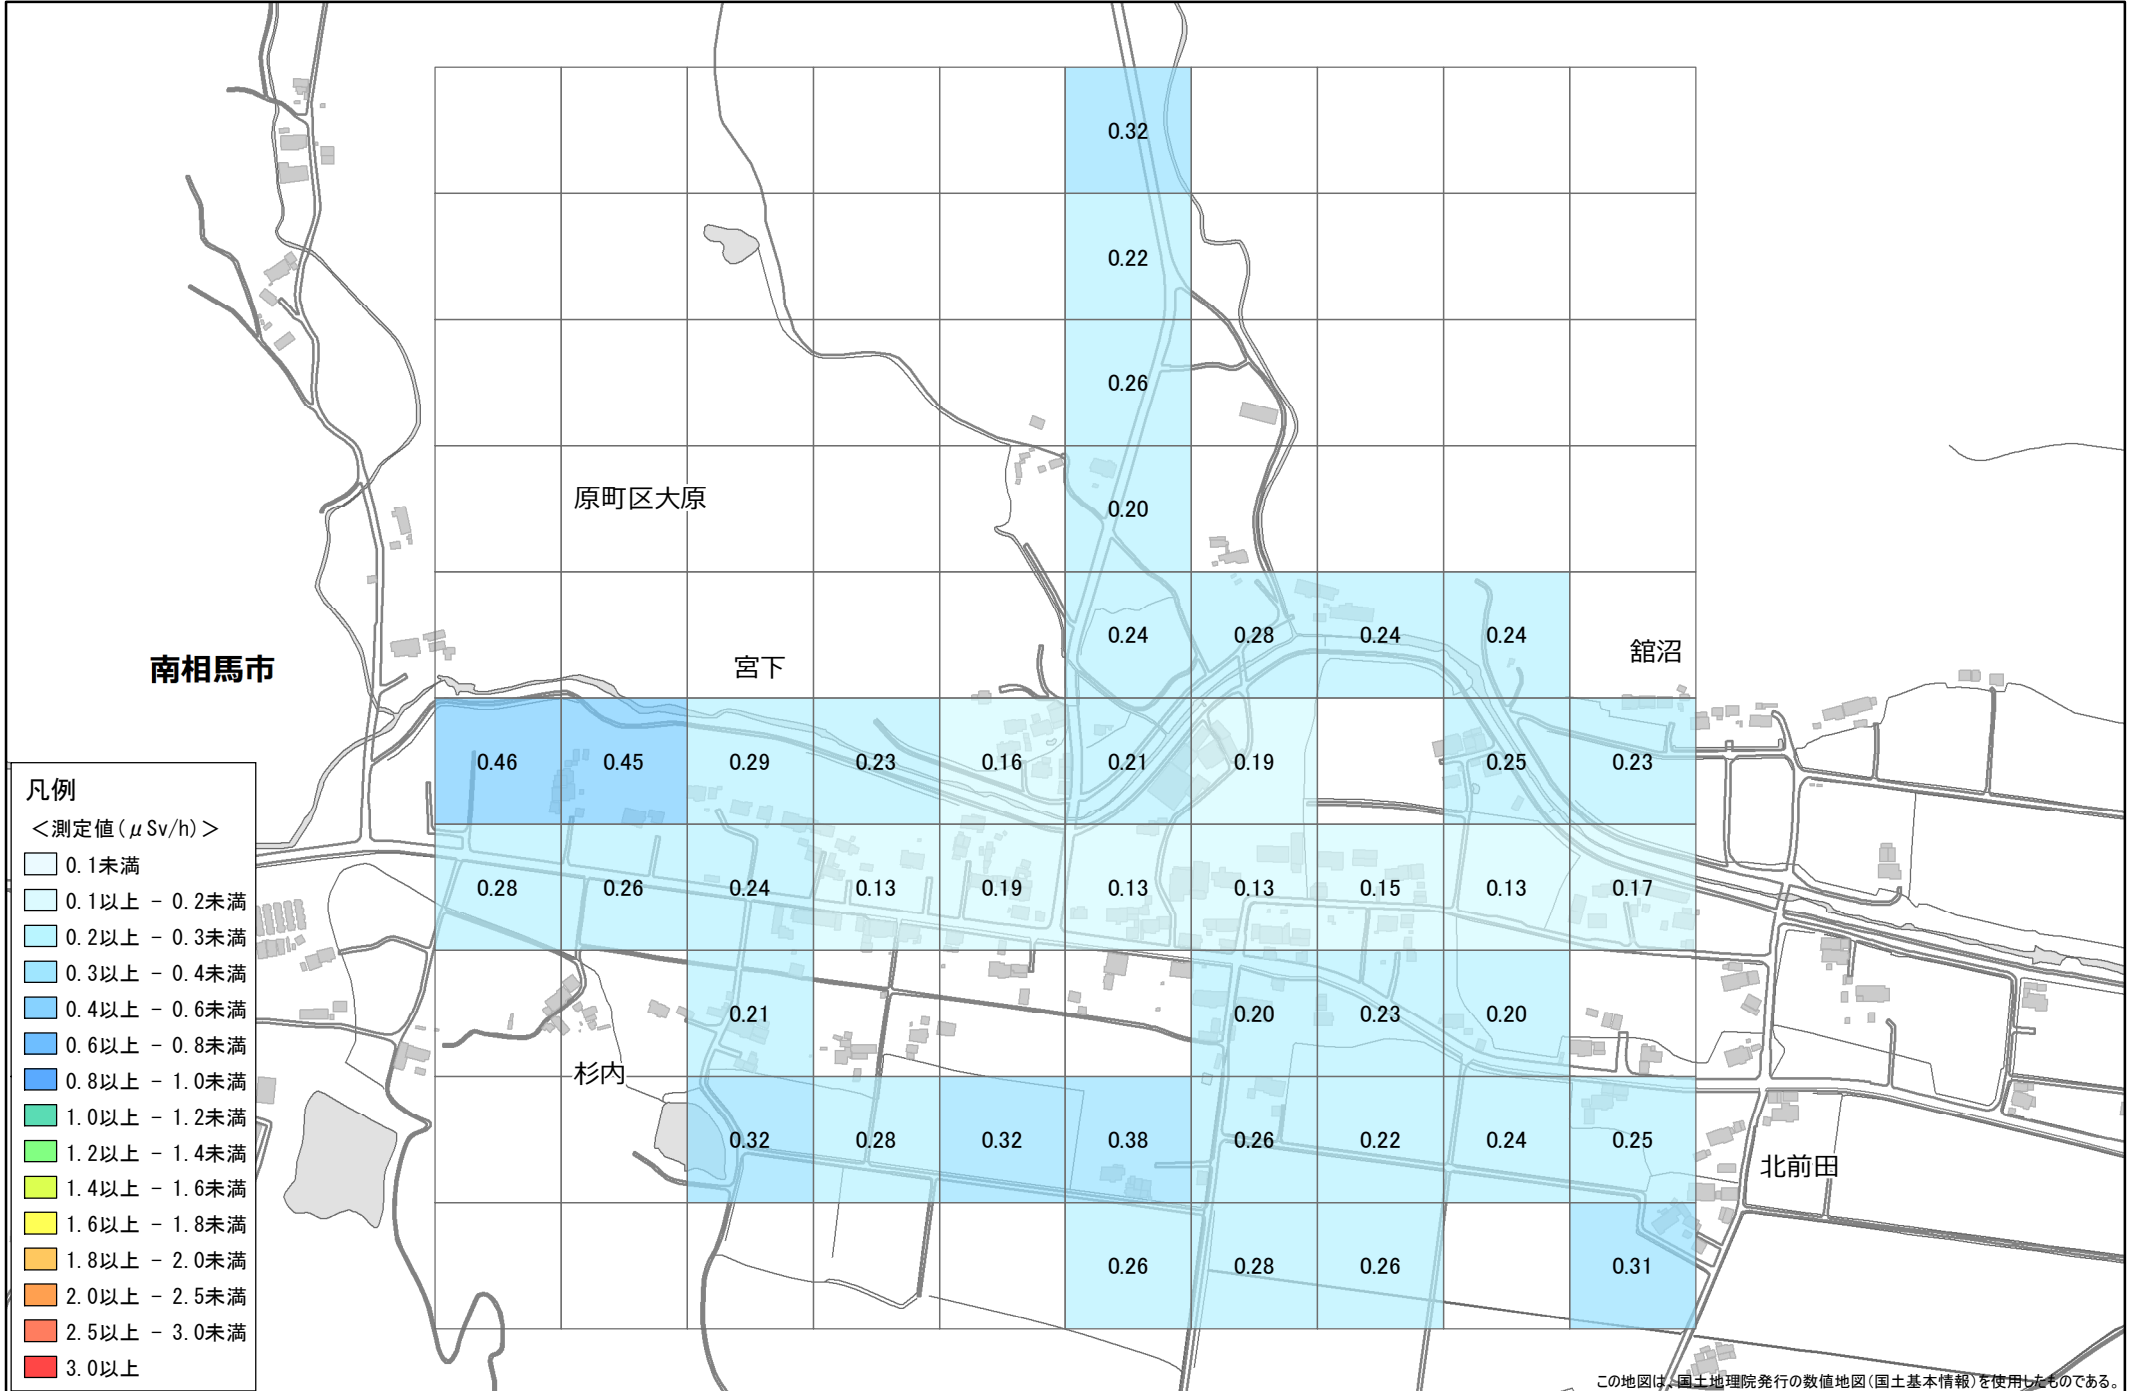 0.32
0.22
0.26
原町区大原
0.20
0.24 0.28 0.24 0.24
南相馬市
宮下
舘沼
0.46 0.45 0.29 0.23 0.16 0.21 0.19 0.25 0.23
0.28 0.26 0.24 0.13 0.19 0.13 0.13 0.15 0.13 0.17
0.21 0.20 0.23 0.20
杉内
0.32 0.28 0.32 0.38 0.26 0.22 0.24 0.25
北前田
0.26 0.28 0.26 0.31
凡例
＜測定値(μSv/h)＞
0.1未満
0.1以上 - 0.2未満
0.2以上 - 0.3未満
0.3以上 - 0.4未満
0.4以上 - 0.6未満
0.6以上 - 0.8未満
0.8以上 - 1.0未満
1.0以上 - 1.2未満
1.2以上 - 1.4未満
1.4以上 - 1.6未満
1.6以上 - 1.8未満
1.8以上 - 2.0未満
2.0以上 - 2.5未満
2.5以上 - 3.0未満
3.0以上
この地図は、国土地理院発行の数値地図(国土基本情報)を使用したものである。